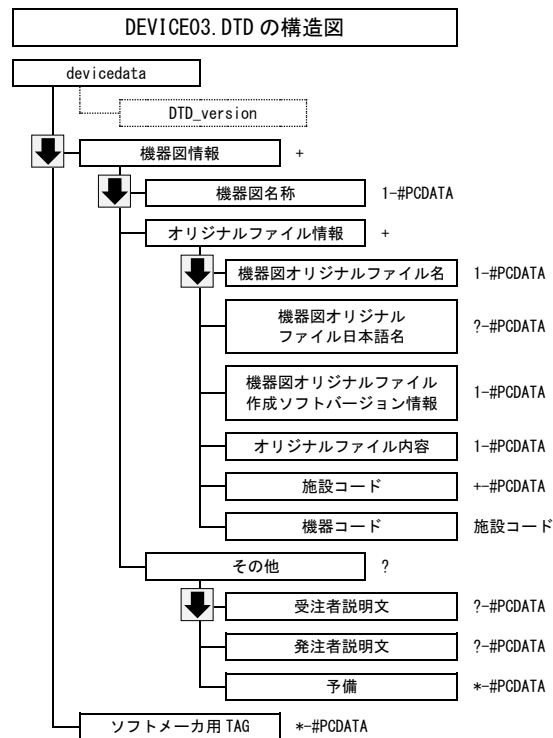 DEVICE03.DTD の構造図
devicedata
DTD_version
機器図情報 +
機器図名称 1-#PCDATA
オリジナルファイル情報 +
機器図オリジナルファイル名 1-#PCDATA
機器図オリジナル
ファイル日本語名 ?-#PCDATA
機器図オリジナルファイル
作成ソフトバージョン情報 1-#PCDATA
オリジナルファイル内容 1-#PCDATA
施設コード +-#PCDATA
機器コード 施設コード
その他 ?
受注者説明文 ?-#PCDATA
発注者説明文 ?-#PCDATA
予備 *-#PCDATA
ソフトメーカ用 TAG *-#PCDATA